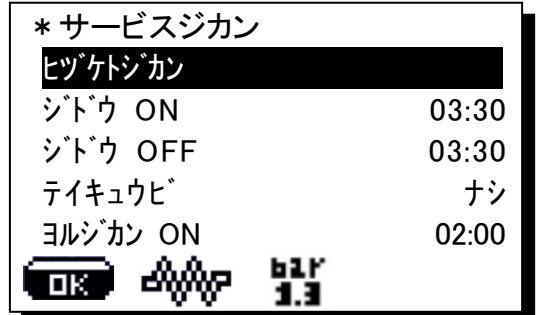 *サービスジカン
ヒヅケトジカン
ジドウ ON 03:30
ジドウ OFF 03:30
テイキュウビ ナシ
ヨルジカン ON 02:00
OK bar
3.3